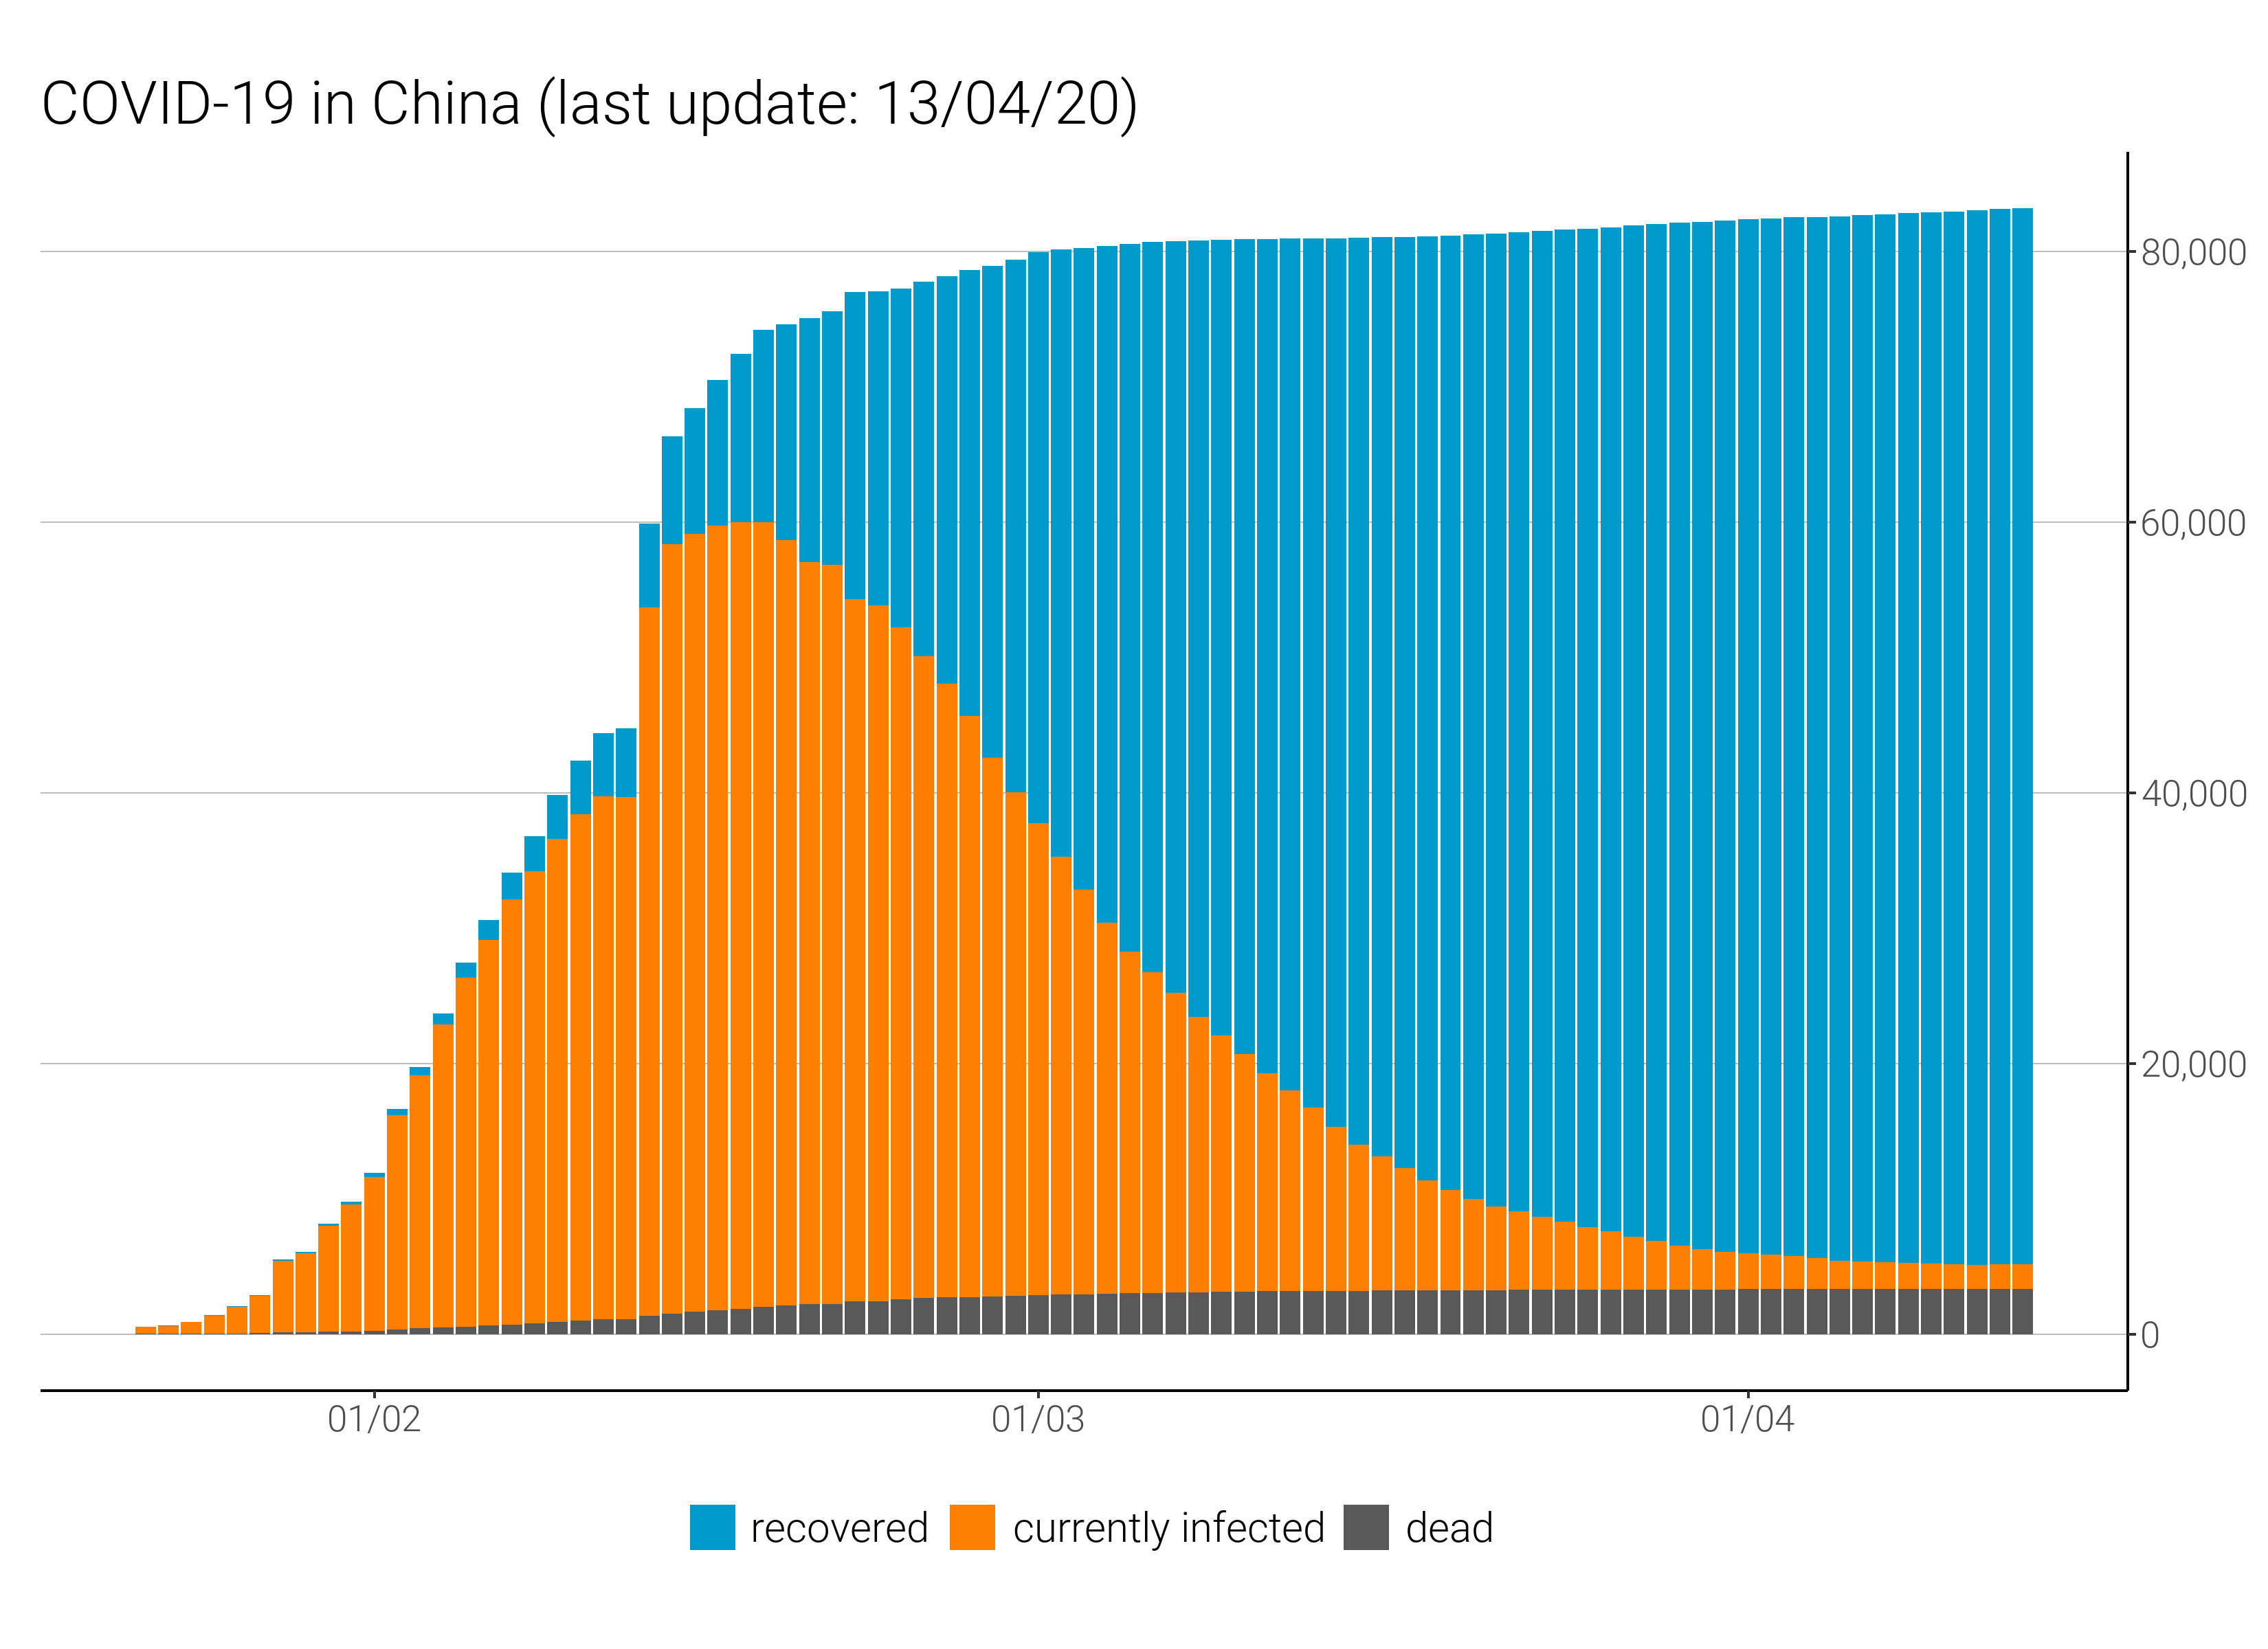 COVID-19 in China (last update: 13/04/20)
80,000
60,000
40,000
20,000
0
01/02 01/03 01/04
recovered currently infected dead